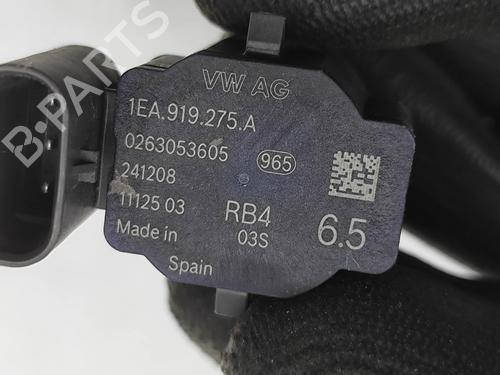 B-PARTS
VW AG
1EA.919.275.A
0263053605 965
241208
11125 03 RB4 6.5
Made in 03S
Spain